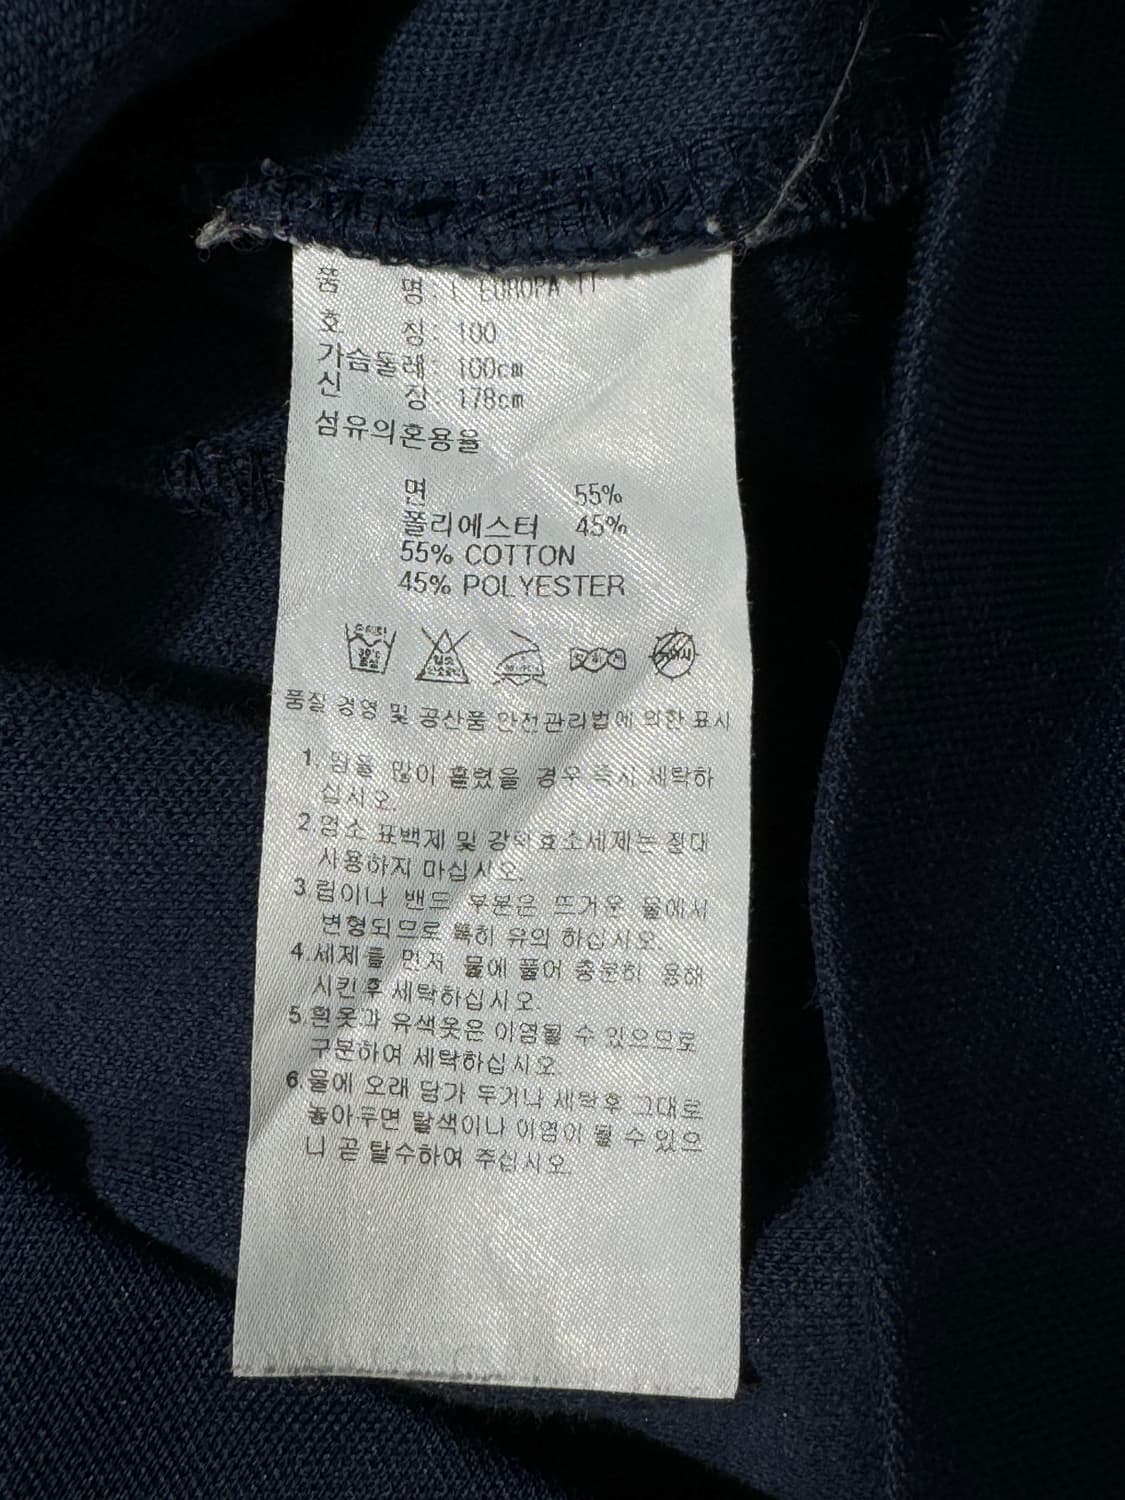 품 명: EUROPA TT
호 칭: 100
가슴둘레: 100cm
신 장: 178cm
섬유의혼용율
면 55%
폴리에스터 45%
55% COTTON
45% POLYESTER
30℃
품질 경영 및 공산품 안전관리법에 의한 표시
1. 땀을 많이 흘렸을 경우 즉시 세탁하
십시오.
2. 염소 표백제 및 강력효소세제는 절대
사용하지 마십시오.
3. 립이나 밴드 부분은 뜨거운 물에서
변형되므로 특히 유의 하십시오.
4. 세제를 먼저 물에 풀어 충분히 용해
시킨후 세탁하십시오.
5. 흰옷과 유색옷은 이염될 수 있으므로
구분하여 세탁하십시오.
6. 물에 오래 담가 두거나 세탁후 그대로
놓아두면 탈색이나 이염이 될 수 있으
니 곧 탈수하여 주십시오.